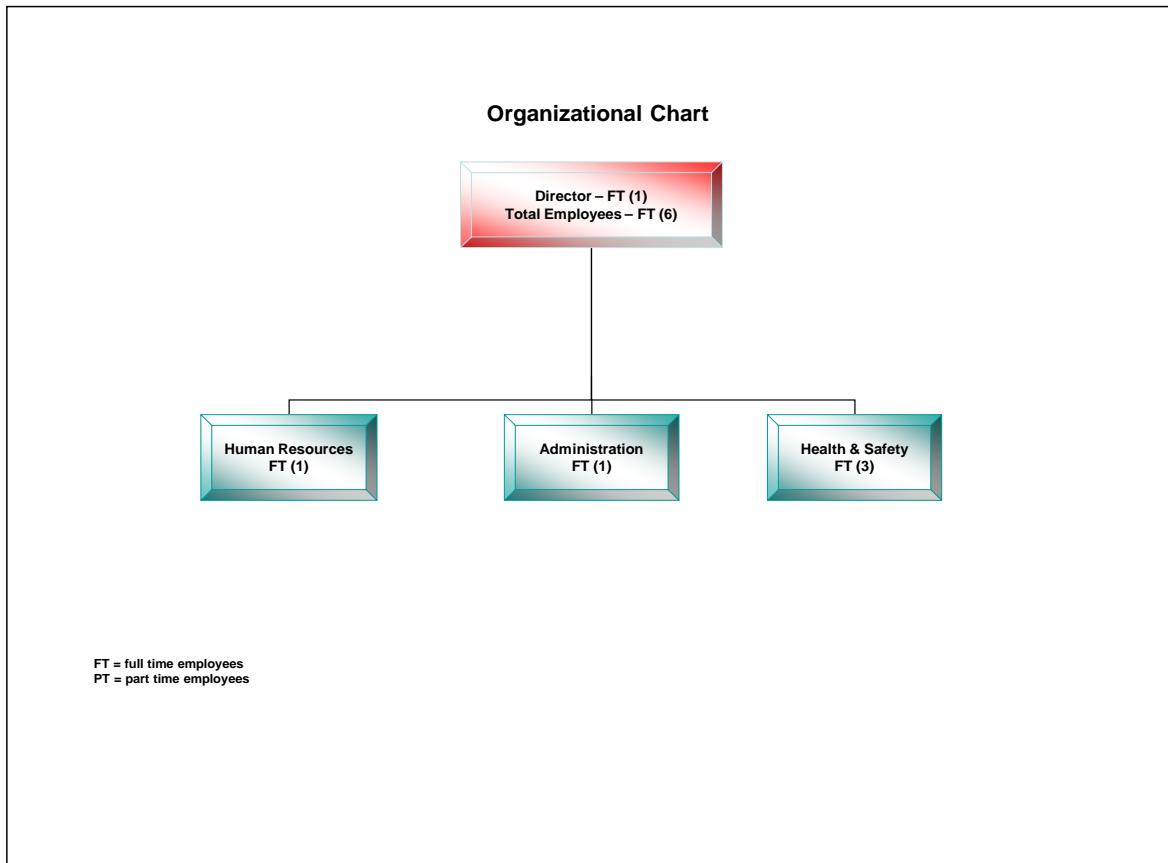 Organizational Chart
Director – FT (1)
Total Employees – FT (6)
Human Resources
FT (1)
Administration
FT (1)
Health & Safety
FT (3)
FT = full time employees
PT = part time employees